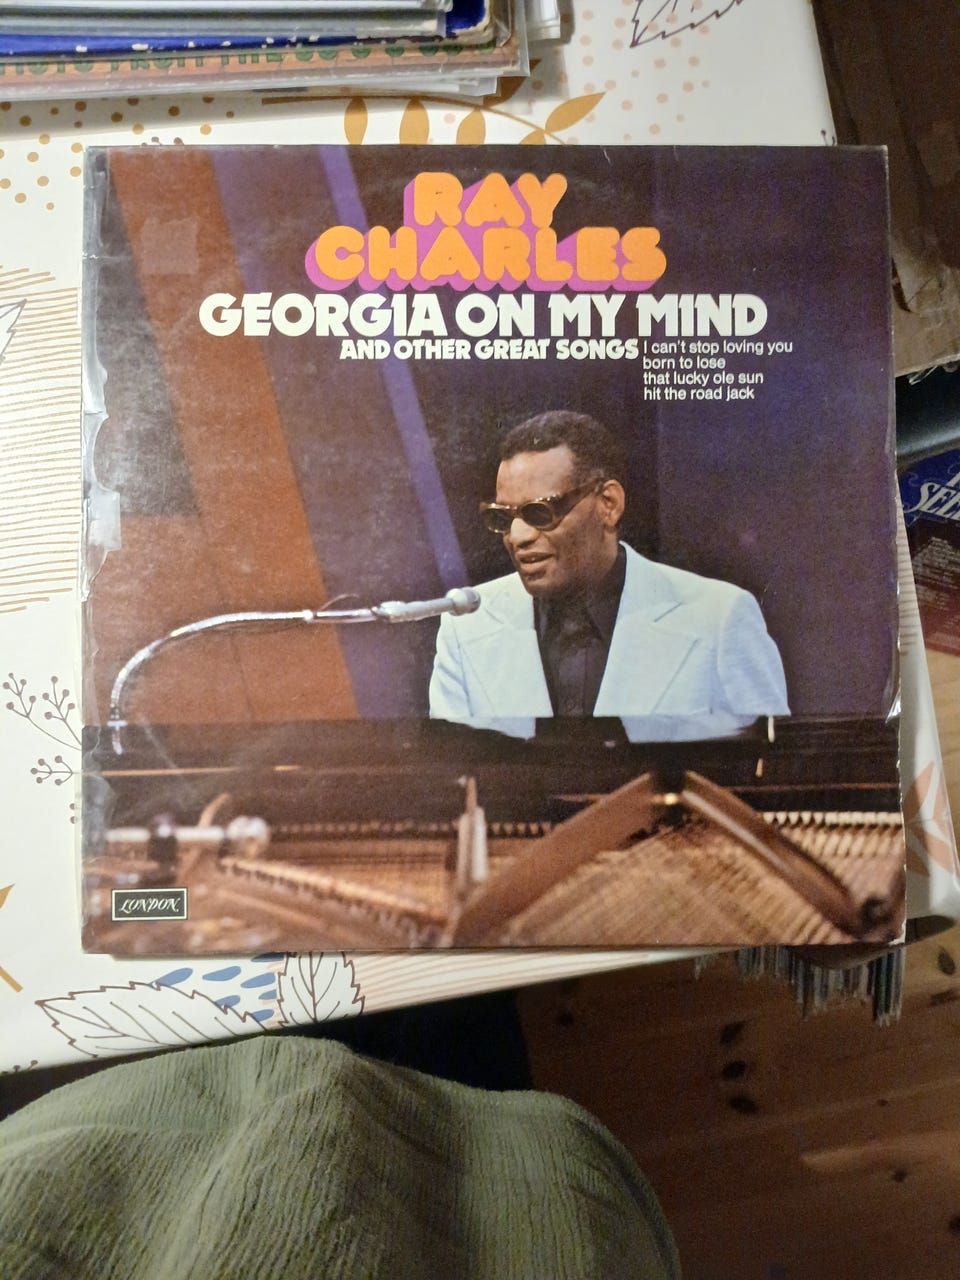 RAY
CHARLES
GEORGIA ON MY MIND
AND OTHER GREAT SONGS I can't stop loving you
born to lose
that lucky ole sun
hit the road jack
LONDON